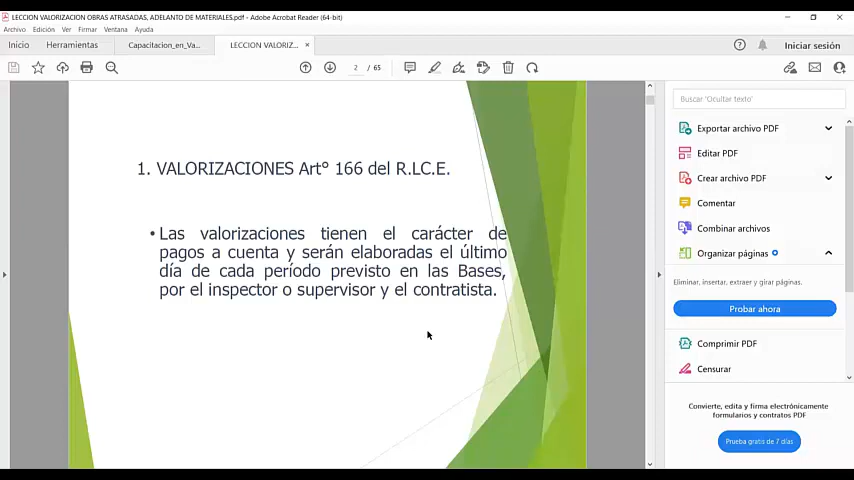 LECCION VALORIZACION OBRAS ATRASADAS, ADELANTO DE MATERIALES.pdf - Adobe Acrobat Reader (64-bit)
Archivo Edición Ver Firmar Ventana Ayuda
Inicio Herramientas Capacitacion_en_Va... LECCION VALORIZ... × Iniciar sesión
2 / 65
Buscar 'Ocultar texto'
1. VALORIZACIONES Art° 166 del R.LC.E.
• Las valorizaciones tienen el carácter de
pagos a cuenta y serán elaboradas el último
día de cada período previsto en las Bases,
por el inspector o supervisor y el contratista.
Exportar archivo PDF
Editar PDF
Crear archivo PDF
Comentar
Combinar archivos
Organizar páginas
Eliminar, insertar, extraer y girar páginas.
Probar ahora
Comprimir PDF
Censurar
Convierte, edita y firma electrónicamente
formularios y contratos PDF
Prueba gratis de 7 días